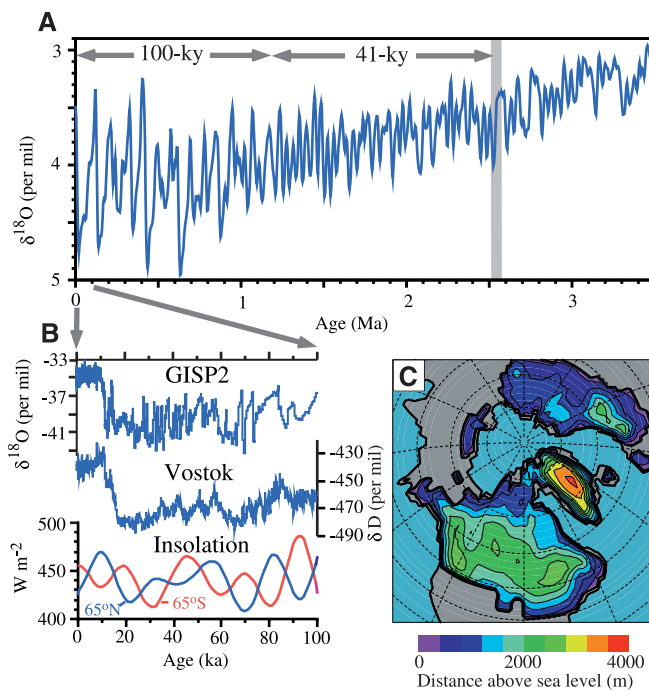 A
100-ky
41-ky
3
4
5
δ18O (per mil)
0
1
2
3
Age (Ma)
B
-33
-37
-41
δ18O (per mil)
GISP2
-430
-450
-470
-490
δD (per mil)
Vostok
500
450
400
W m-2
Insolation
65oN
65oS
0
20
40
60
80
100
Age (ka)
C
0
2000
4000
Distance above sea level (m)